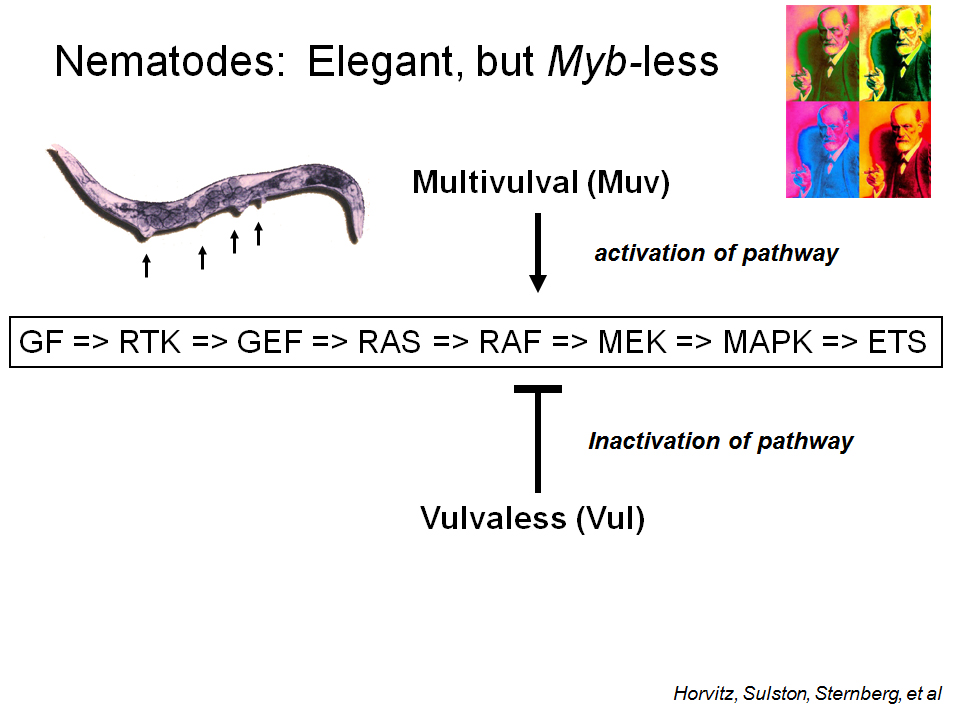 Nematodes:  Elegant, but Myb-less
Multivulval (Muv)
activation of pathway
GF => RTK => GEF => RAS => RAF => MEK => MAPK => ETS
Inactivation of pathway
Vulvaless (Vul)
Horvitz, Sulston, Sternberg, et al